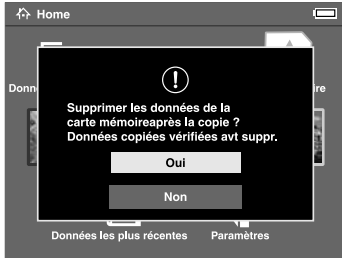 Home
Donn
ire
Supprimer les données de la
carte mémoireaprès la copie ?
Données copiées vérifiées avt suppr.
Oui
Non
Données les plus récentes
Paramètres